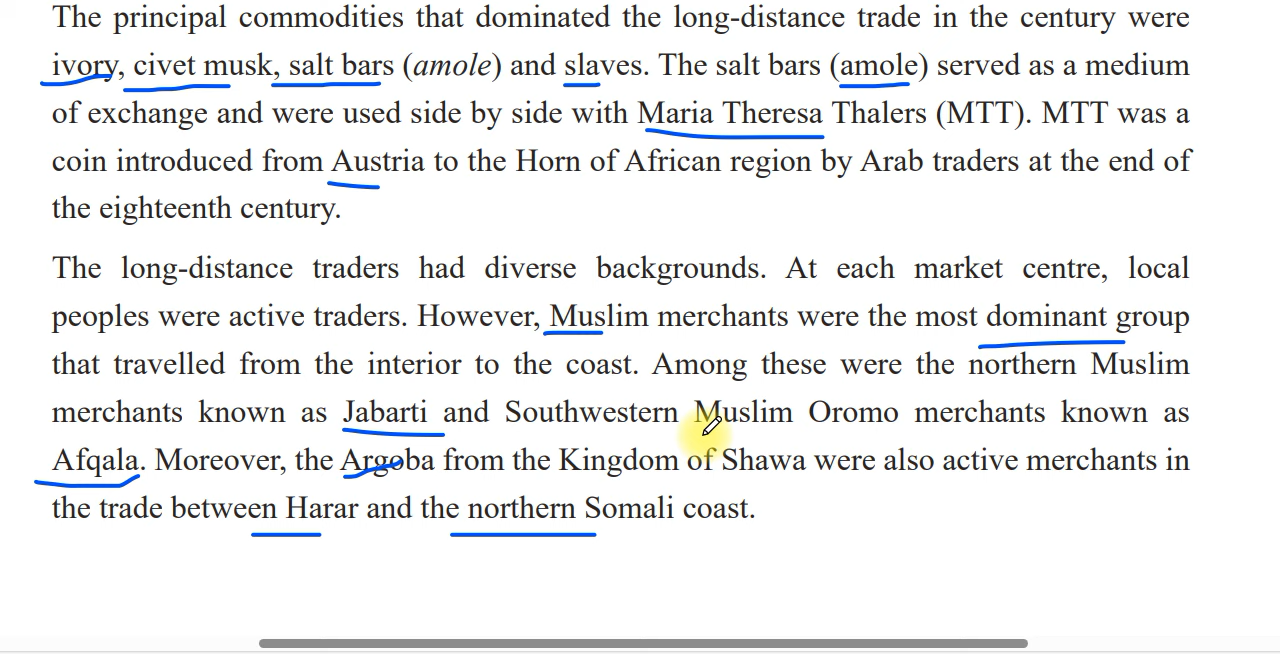 The principal commodities that dominated the long-distance trade in the century were
ivory, civet musk, salt bars (amole) and slaves. The salt bars (amole) served as a medium
of exchange and were used side by side with Maria Theresa Thalers (MTT). MTT was a
coin introduced from Austria to the Horn of African region by Arab traders at the end of
the eighteenth century.
The long-distance traders had diverse backgrounds. At each market centre, local
peoples were active traders. However, Muslim merchants were the most dominant group
that travelled from the interior to the coast. Among these were the northern Muslim
merchants known as Jabarti and Southwestern Muslim Oromo merchants known as
Afqala. Moreover, the Argoba from the Kingdom of Shawa were also active merchants in
the trade between Harar and the northern Somali coast.